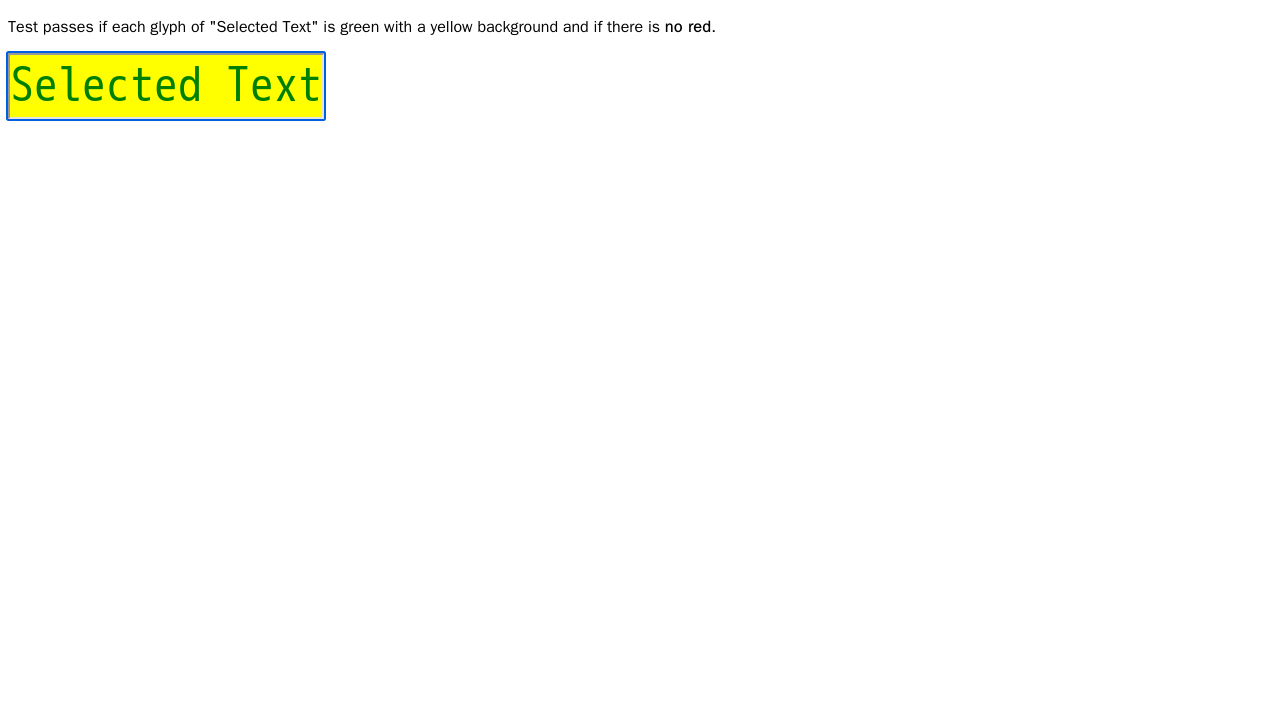 Test passes if each glyph of "Selected Text" is green with a yellow background and if there is no red.
Selected Text